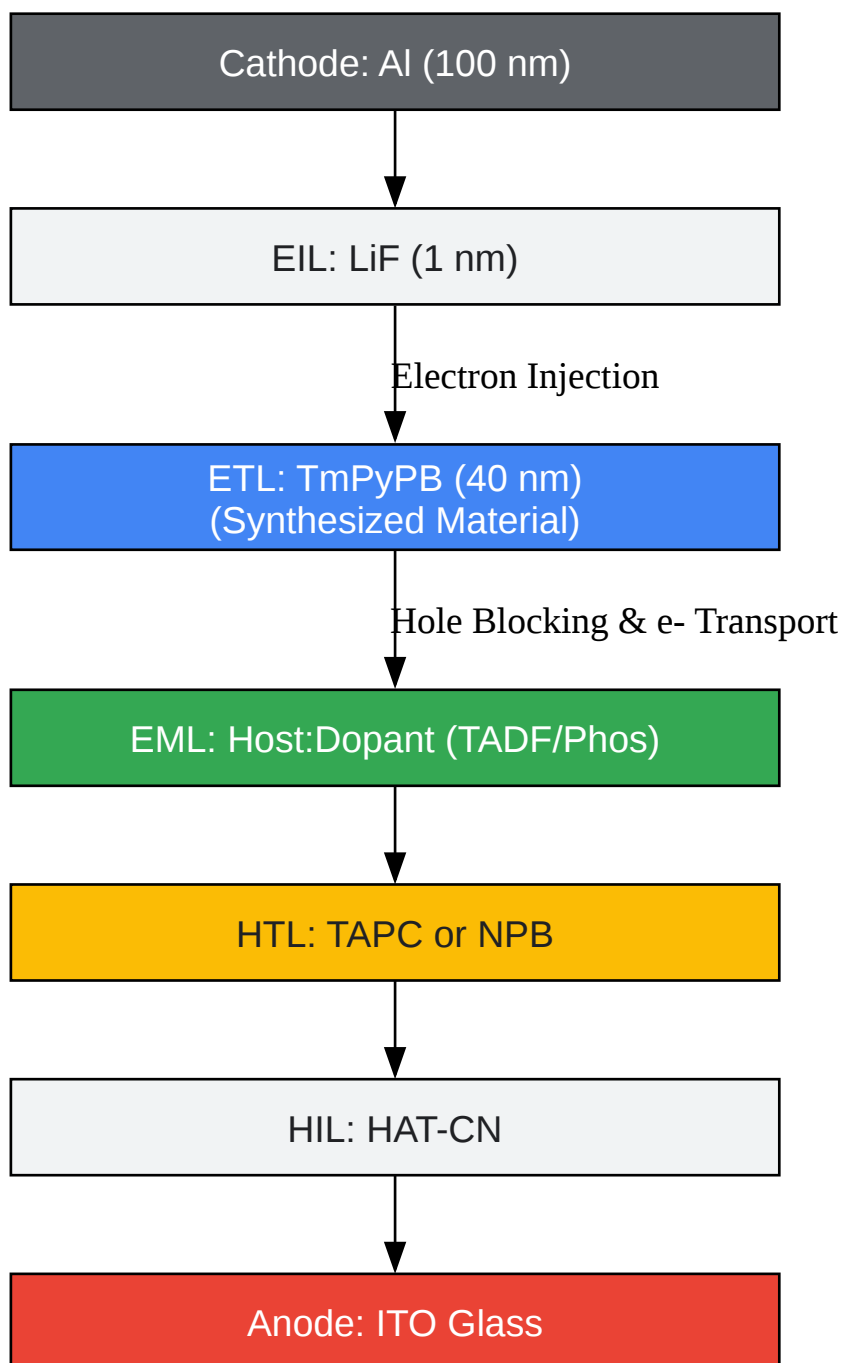 Cathode: Al (100 nm)
EIL: LiF (1 nm)
Electron Injection
ETL: TmPyPB (40 nm)
(Synthesized Material)
Hole Blocking & e- Transport
EML: Host:Dopant (TADF/Phos)
HTL: TAPC or NPB
HIL: HAT-CN
Anode: ITO Glass